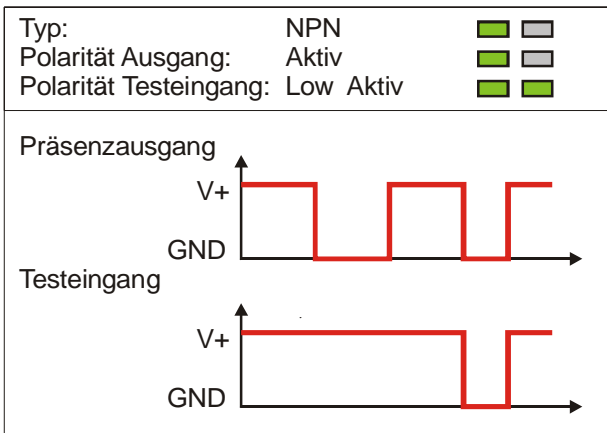 Typ: NPN
Polarität Ausgang: Aktiv
Polarität Testeingang: Low Aktiv
Präsenzausgang
V+
GND
Testeingang
V+
GND